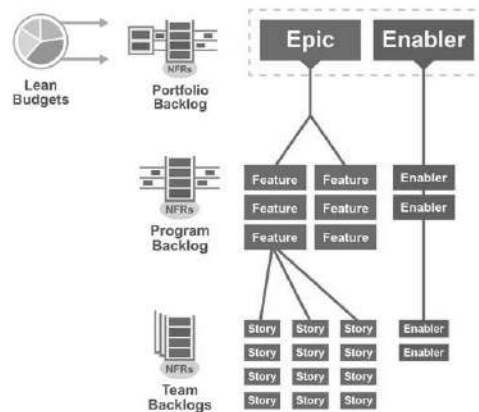 Epic
Enabler
Lean
Budgets
NFRs
Portfolio
Backlog
Feature Feature Enabler
Feature Feature Enabler
Feature Feature
NFRs
Program
Backlog
Story Story Story Enabler
Story Story Story Enabler
Story Story Story
Story Story Story
NFRs
Team
Backlogs